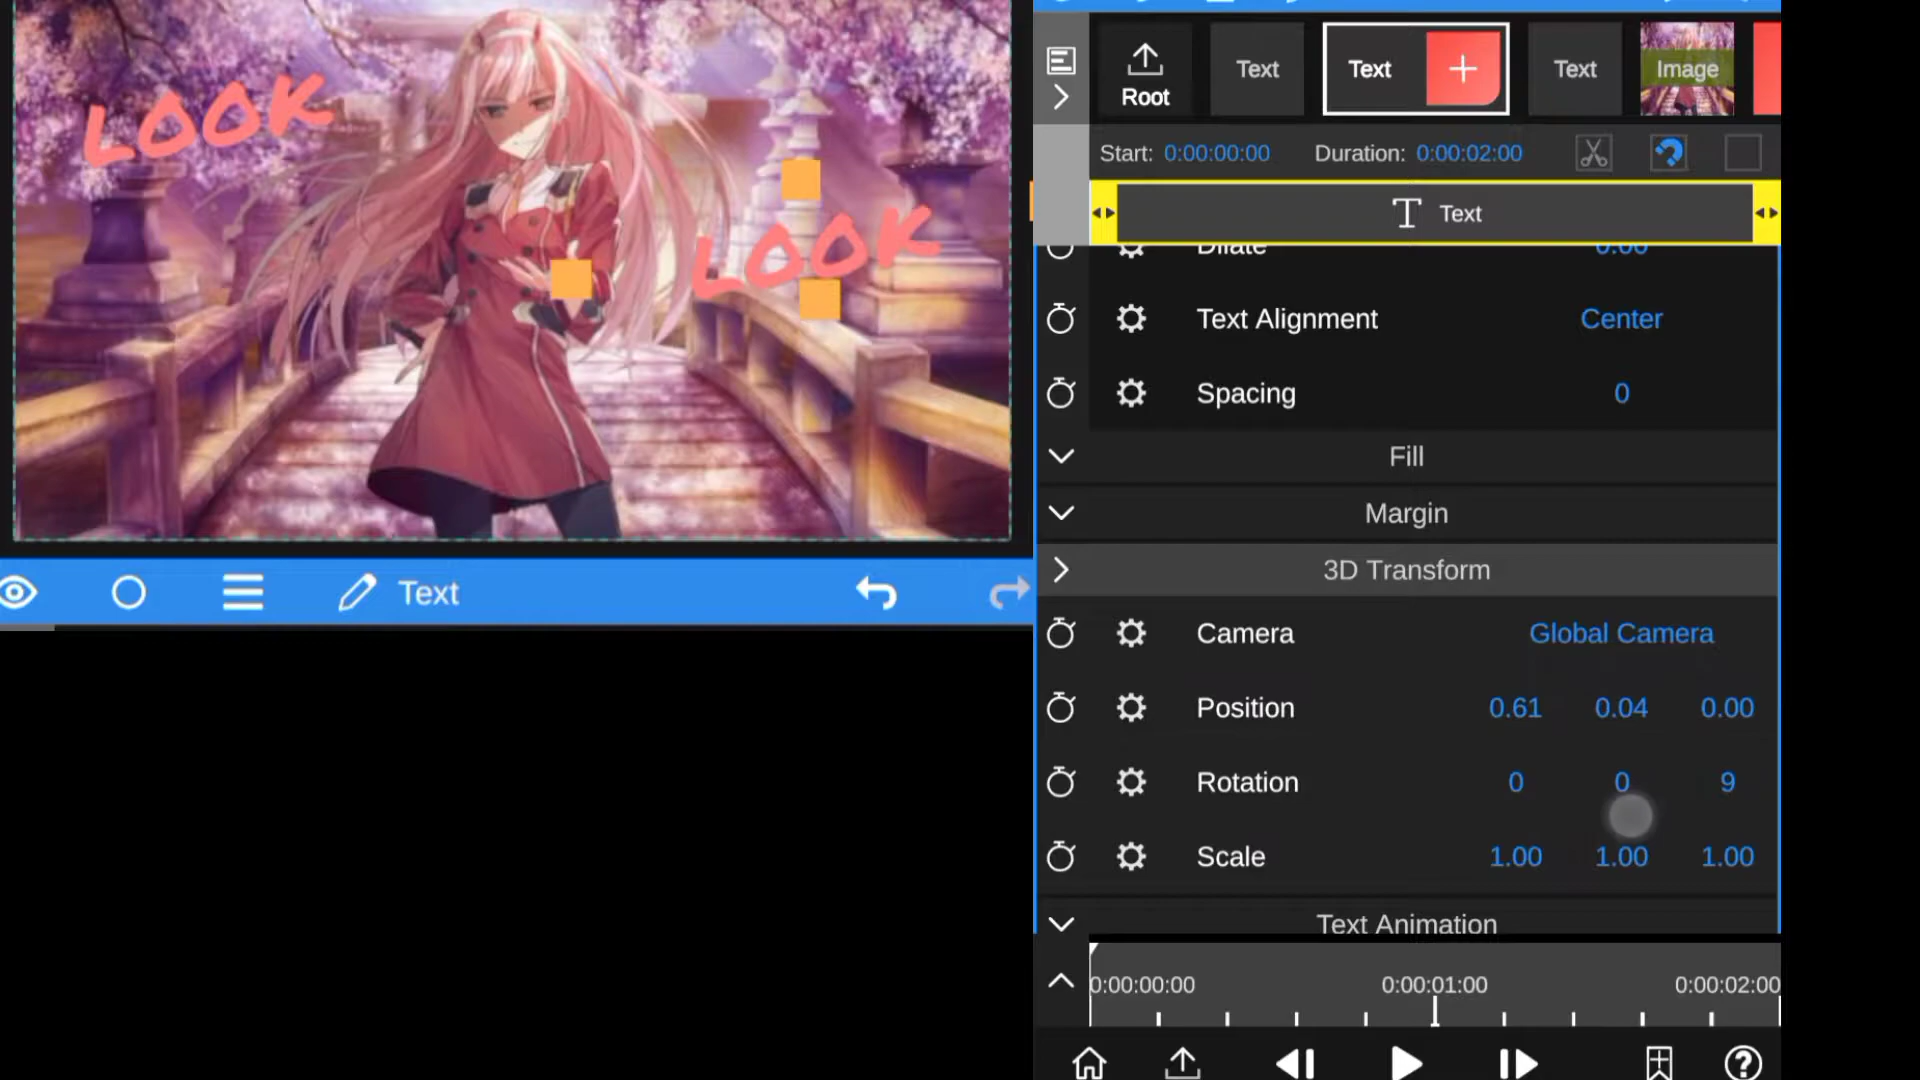 LOOK
LOOK
Text
Root
Text
Text
Text
Image
Start: 0:00:00:00 Duration: 0:00:02:00
Text
Dilate 0.00
Text Alignment Center
Spacing 0
Fill
Margin
3D Transform
Camera Global Camera
Position 0.61 0.04 0.00
Rotation 0 0 9
Scale 1.00 1.00 1.00
Text Animation
0:00:00:00 0:00:01:00 0:00:02:00